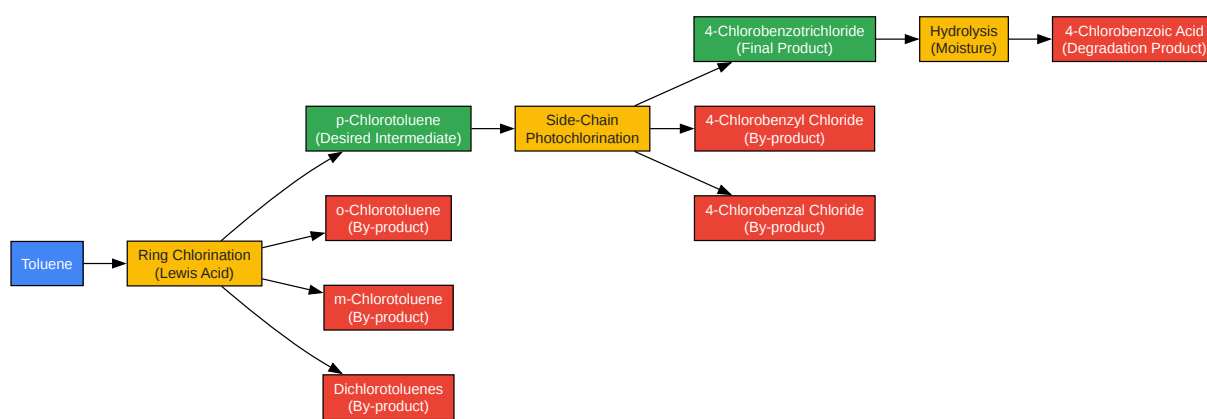 Toluene
Ring Chlorination
(Lewis Acid)
p-Chlorotoluene
(Desired Intermediate)
o-Chlorotoluene
(By-product)
m-Chlorotoluene
(By-product)
Dichlorotoluenes
(By-product)
Side-Chain
Photochlorination
4-Chlorobenzotrichloride
(Final Product)
4-Chlorobenzyl Chloride
(By-product)
4-Chlorobenzal Chloride
(By-product)
Hydrolysis
(Moisture)
4-Chlorobenzoic Acid
(Degradation Product)